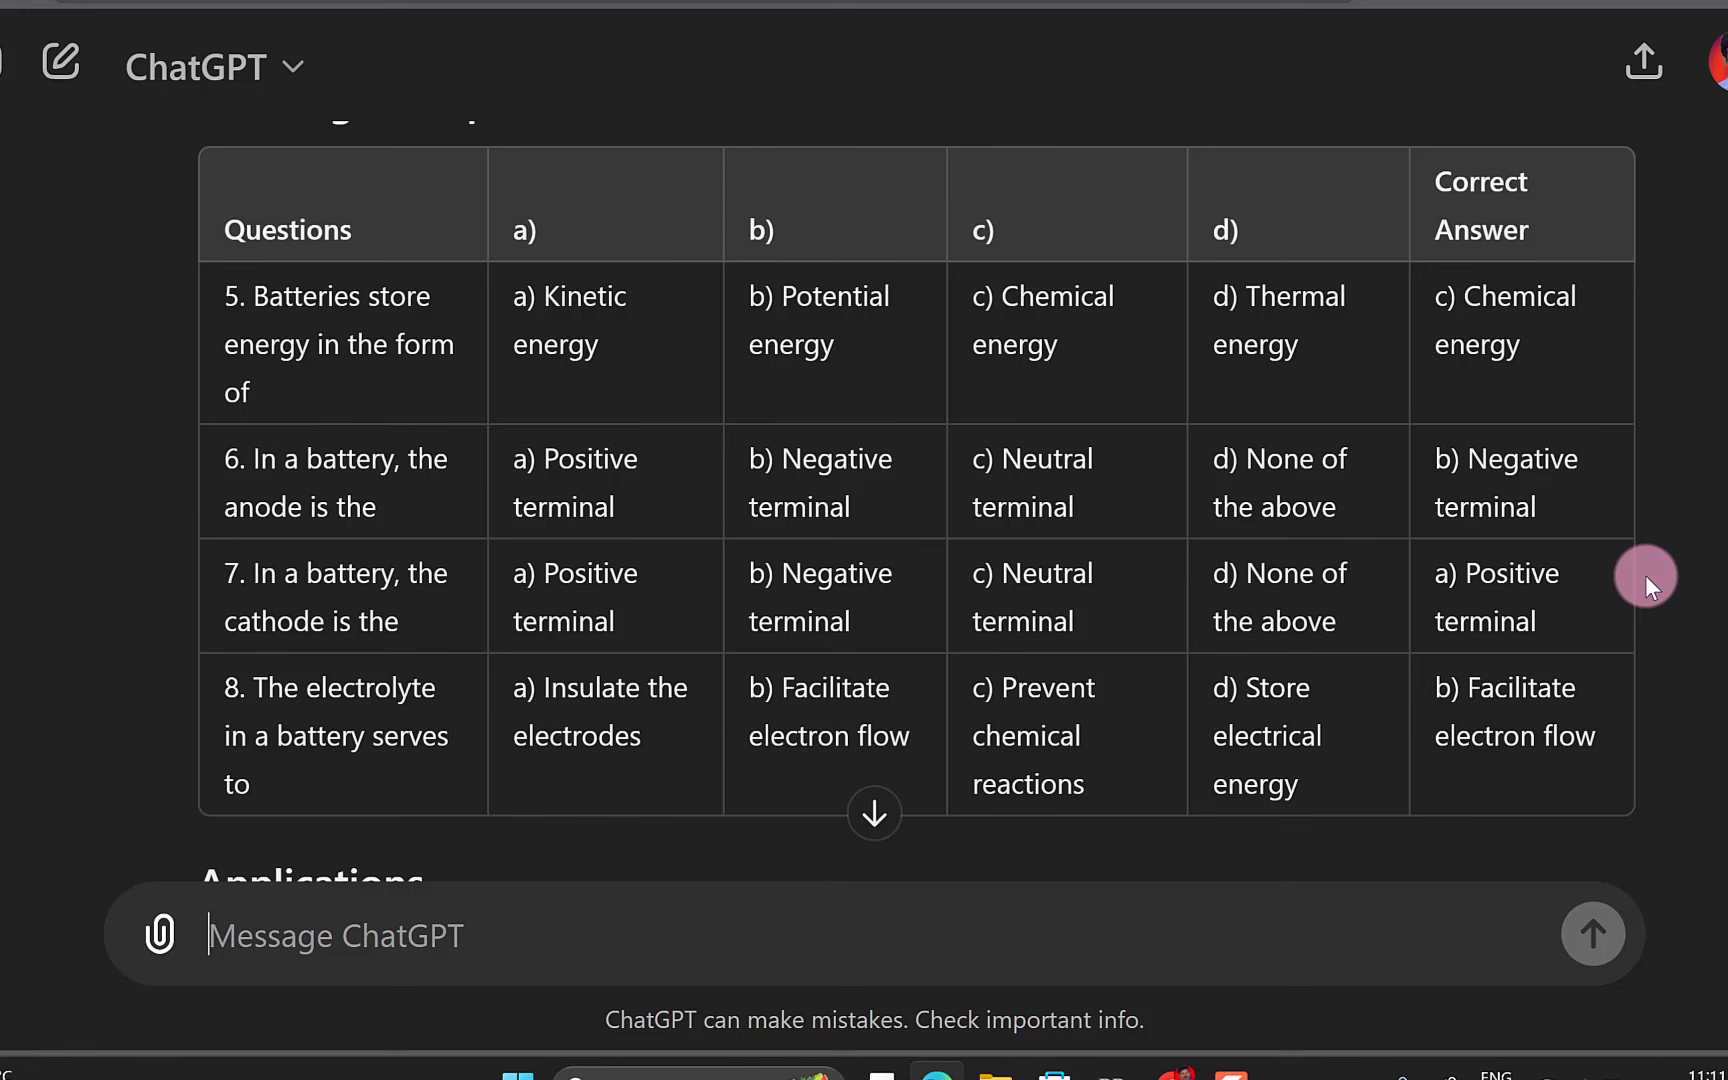 ChatGPT
Questions a) b) c) d) Correct Answer
5. Batteries store energy in the form of
a) Kinetic energy
b) Potential energy
c) Chemical energy
d) Thermal energy
c) Chemical energy
6. In a battery, the anode is the
a) Positive terminal
b) Negative terminal
c) Neutral terminal
d) None of the above
b) Negative terminal
7. In a battery, the cathode is the
a) Positive terminal
b) Negative terminal
c) Neutral terminal
d) None of the above
a) Positive terminal
8. The electrolyte in a battery serves to
a) Insulate the electrodes
b) Facilitate electron flow
c) Prevent chemical reactions
d) Store electrical energy
b) Facilitate electron flow
Applications
Message ChatGPT
ChatGPT can make mistakes. Check important info.
ENG
11:11